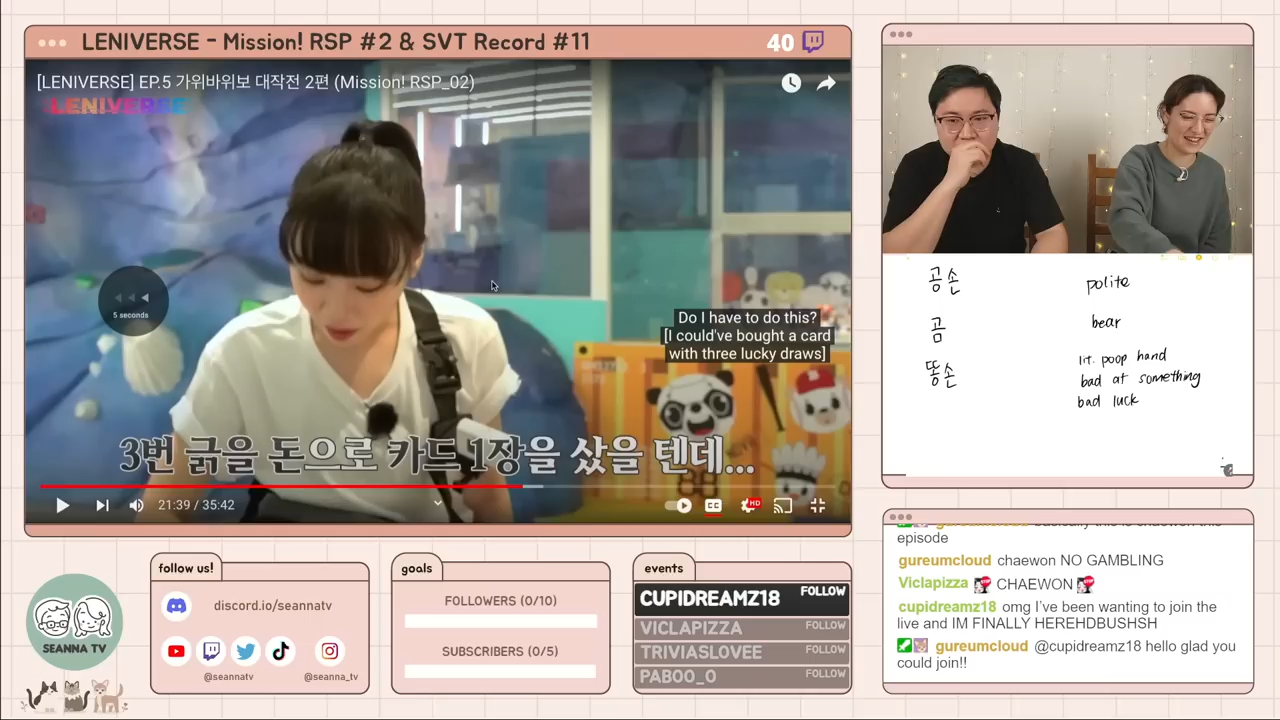 LENIVERSE - Mission! RSP #2 & SVT Record #11
40
[LENIVERSE] EP.5 가위바위보 대작전 2편 (Mission! RSP_02)
LENIVERSE
5 seconds
Do I have to do this?
[I could've bought a card
with three lucky draws]
3번 긁을 돈으로 카드 1장을 샀을 텐데...
21:39 / 35:42
CC
HD
공손 polite
곰 bear
똥손 lit. poop hand
bad at something
bad luck
follow us!
discord.io/seannatv
@seannatv
@seanna_tv
SEANNA TV
goals
FOLLOWERS (0/10)
SUBSCRIBERS (0/5)
events
CUPIDREAMZ18 FOLLOW
VICLAPIZZA FOLLOW
TRIVIASLOVEE FOLLOW
PABOO_0 FOLLOW
episode
gureumcloud chaewon NO GAMBLING
Viclapizza CHAEWON
cupidreamz18 omg I've been wanting to join the
live and IM FINALLY HEREHDBUSHSH
gureumcloud @cupidreamz18 hello glad you
could join!!